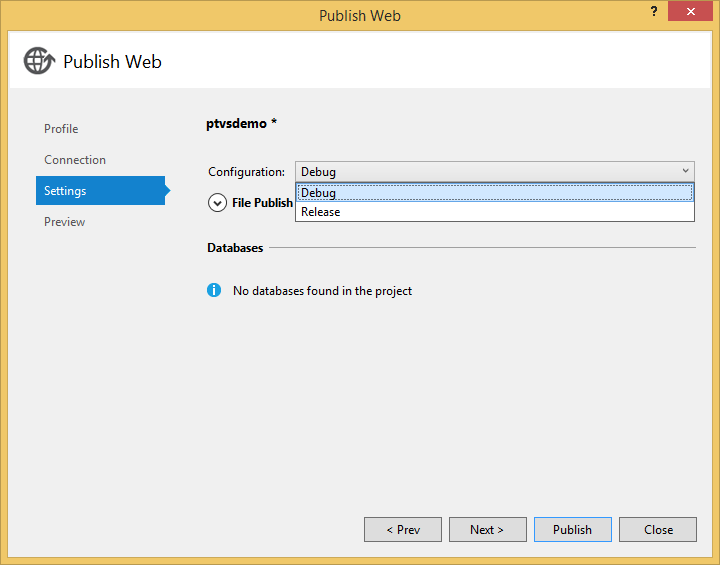 Publish Web
?
Publish Web
Profile
Connection
Settings
Preview
ptvsdemo *
Configuration: Debug
Debug
Release
File Publish
Databases
No databases found in the project
< Prev
Next >
Publish
Close